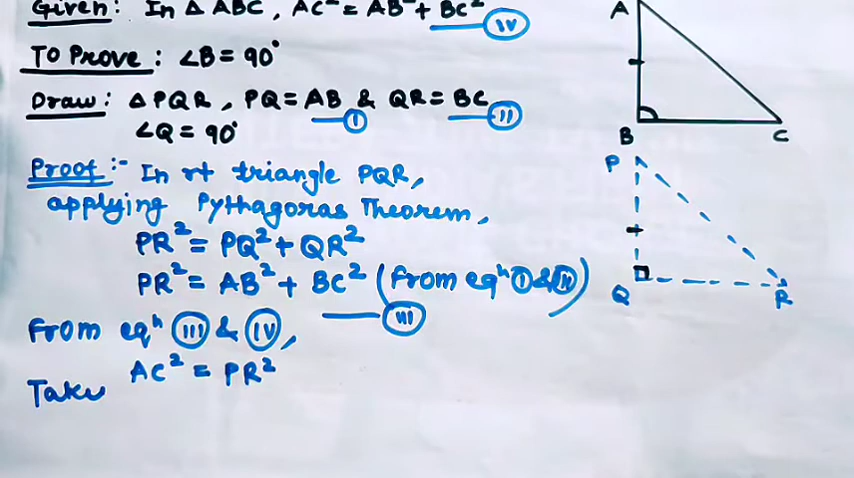 Given: In Δ ABC, AC² = AB² + BC² — IV
To Prove: ∠B = 90°
Draw: Δ PQR, PQ = AB — I & QR = BC — II
∠Q = 90°
Proof:- In rt triangle PQR,
applying Pythagoras Theorem,
PR² = PQ² + QR²
PR² = AB² + BC² (from eqⁿ I & II)
— III
From eqⁿ III & IV,
AC² = PR²
Take
A
B
C
P
Q
R